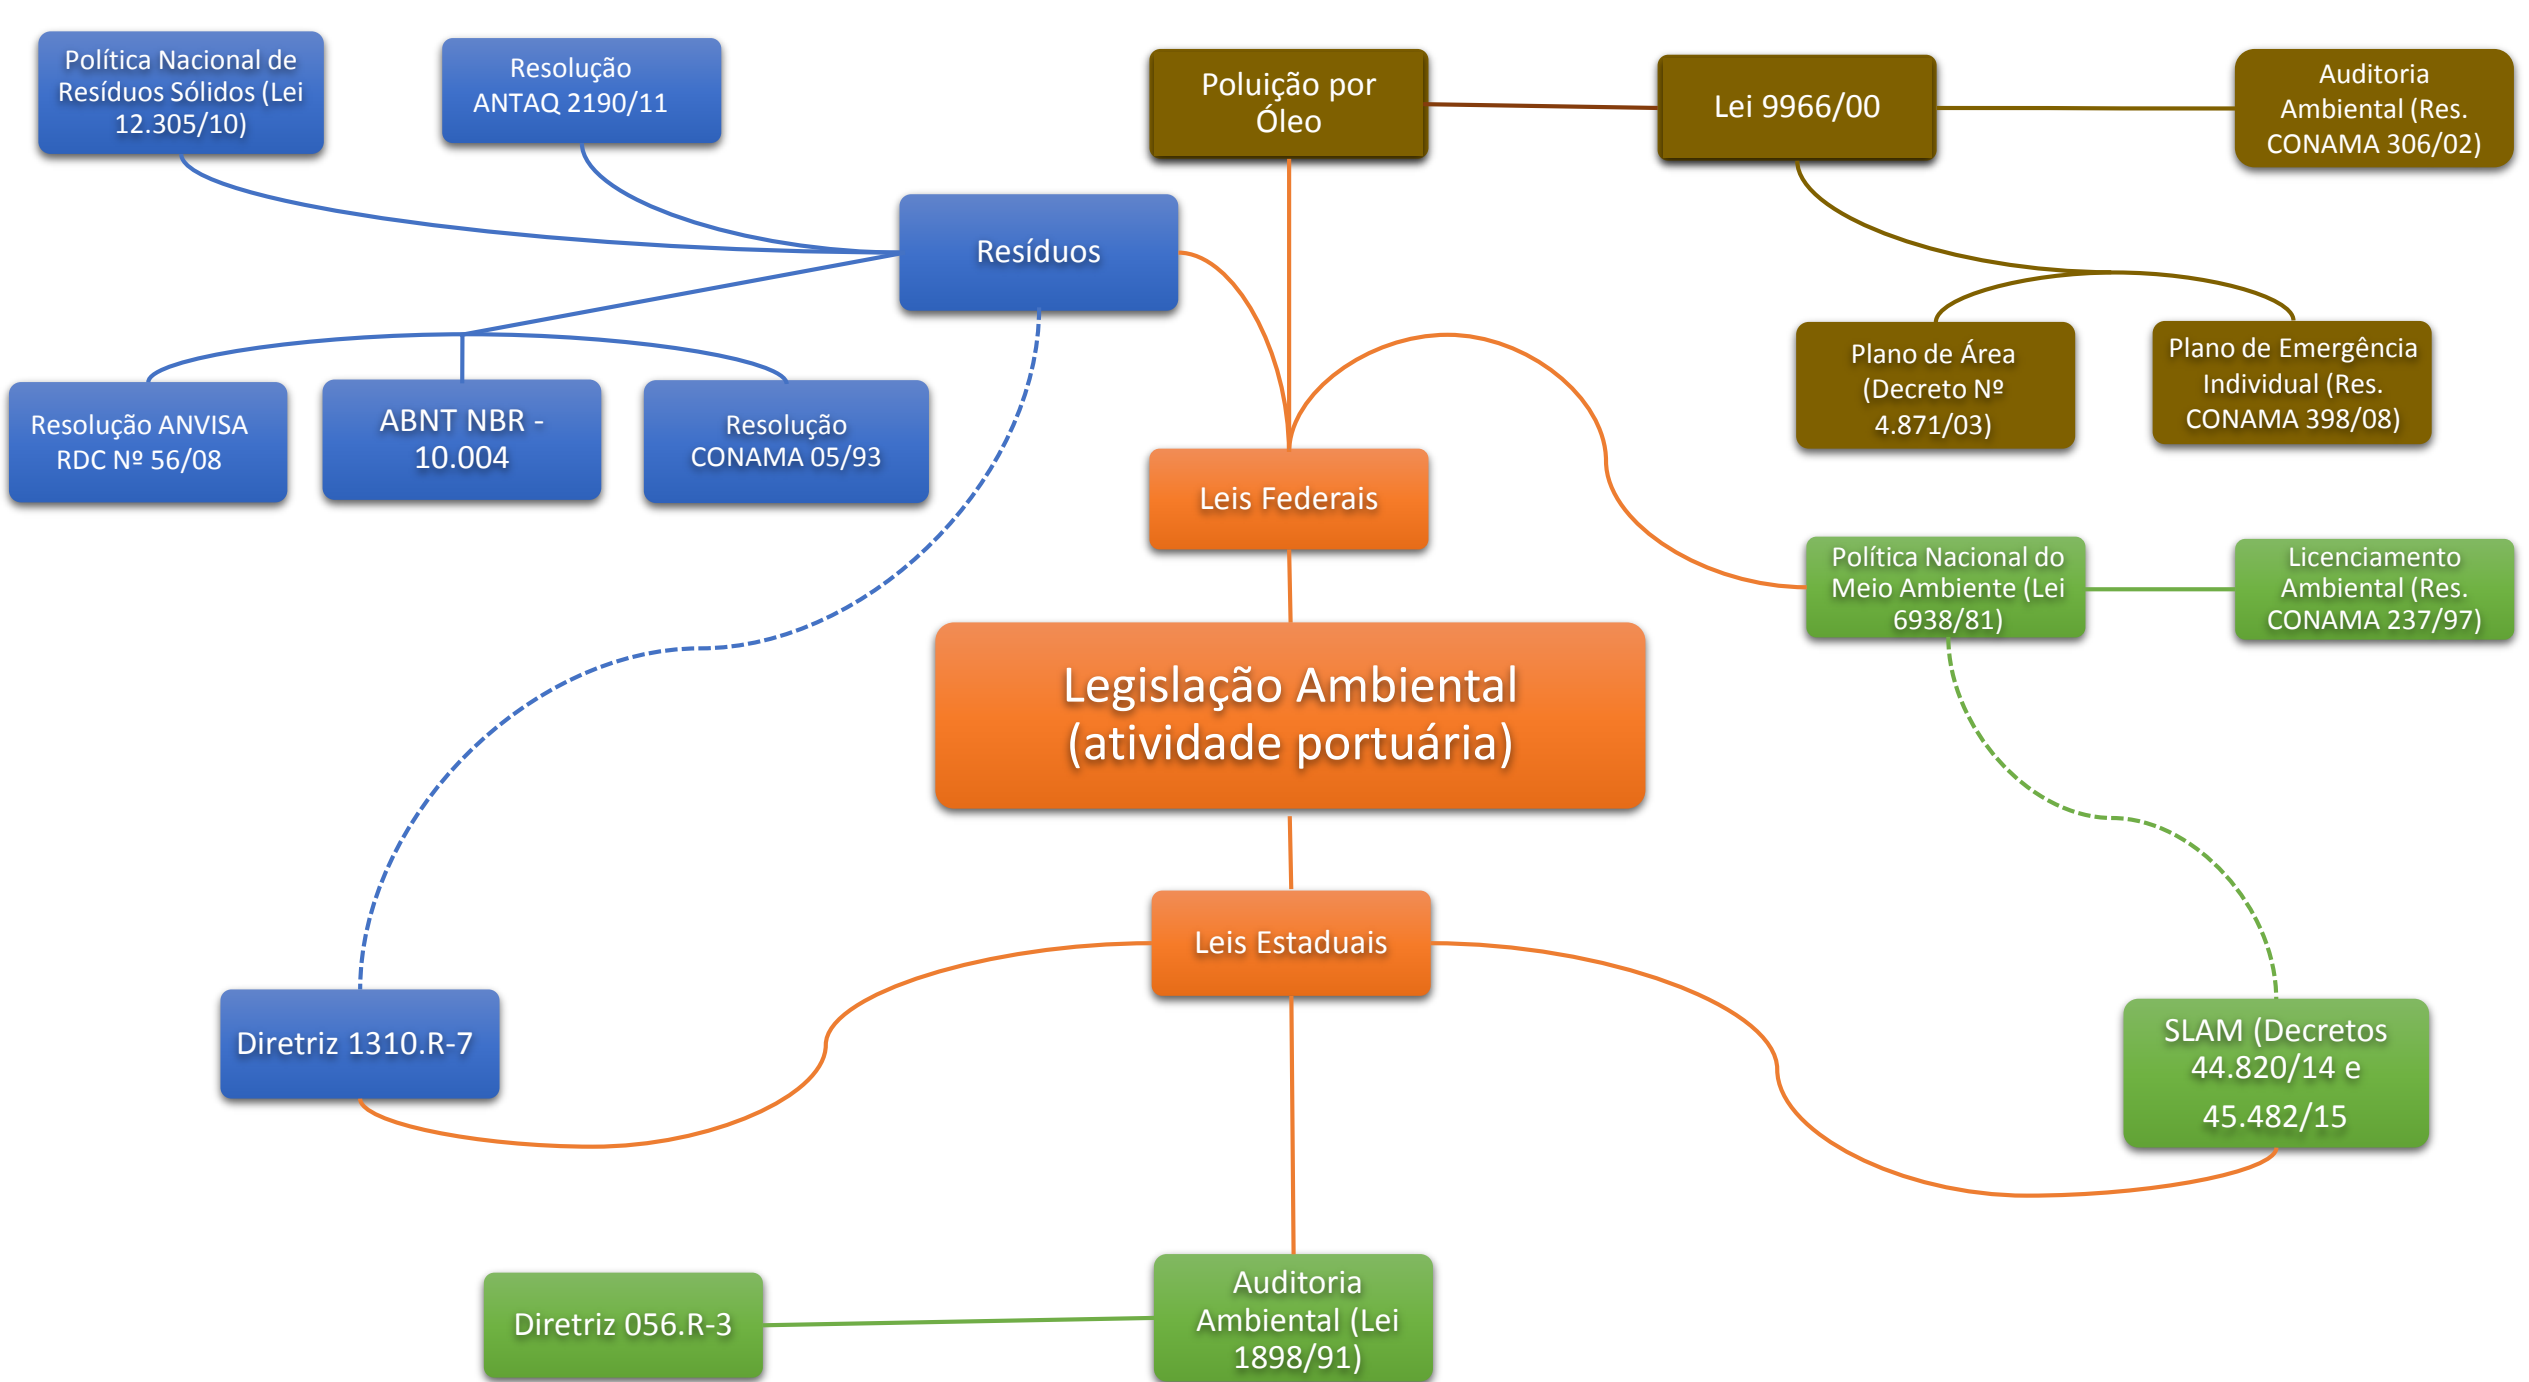 Política Nacional de
Resíduos Sólidos (Lei
12.305/10)
Resolução
ANTAQ 2190/11
Poluição por
Óleo
Lei 9966/00
Auditoria
Ambiental (Res.
CONAMA 306/02)
Resíduos
Resolução ANVISA
RDC Nº 56/08
ABNT NBR -
10.004
Resolução
CONAMA 05/93
Plano de Área
(Decreto Nº
4.871/03)
Plano de Emergência
Individual (Res.
CONAMA 398/08)
Leis Federais
Política Nacional do
Meio Ambiente (Lei
6938/81)
Licenciamento
Ambiental (Res.
CONAMA 237/97)
Legislação Ambiental
(atividade portuária)
Leis Estaduais
Diretriz 1310.R-7
SLAM (Decretos
44.820/14 e
45.482/15
Diretriz 056.R-3
Auditoria
Ambiental (Lei
1898/91)